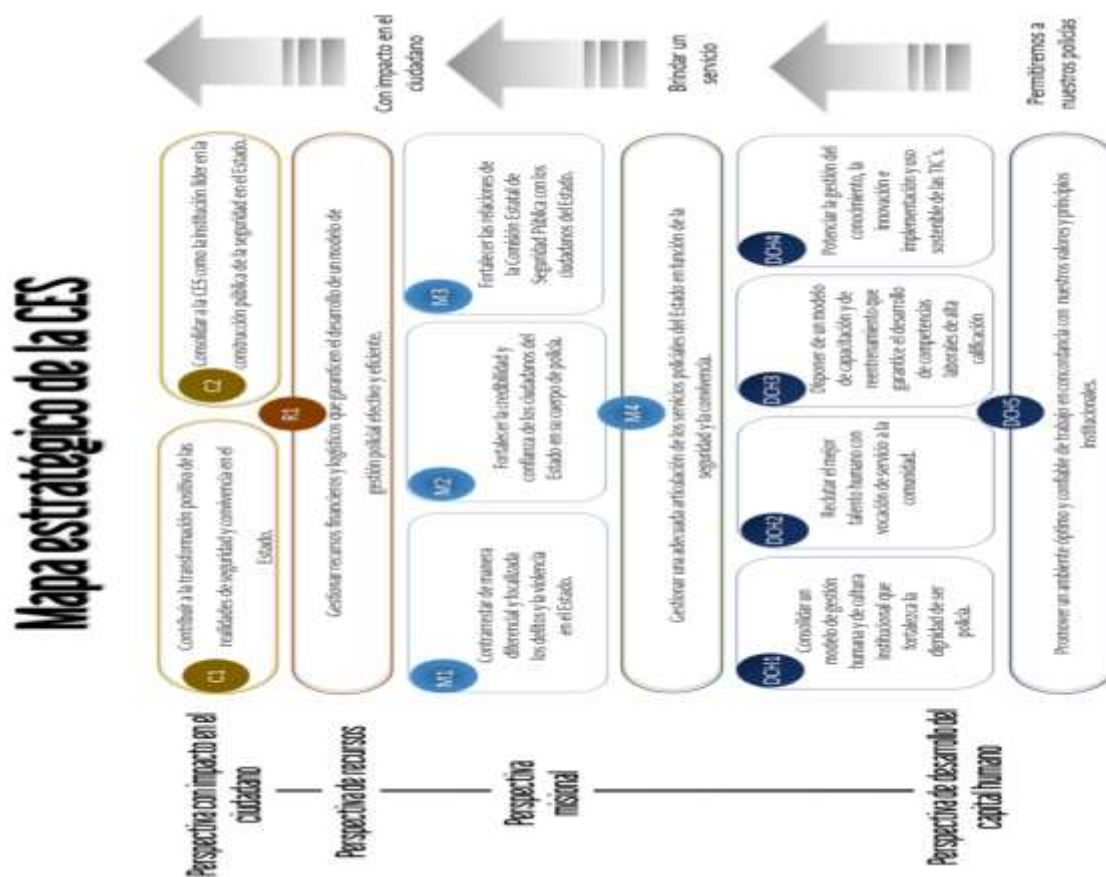 Mapa estratégico de la CES
Perspectiva con impacto en el
ciudadano
C1
Contribuir a la transformación positiva de las
realidades de seguridad y convivencia en el
Estado.
C2
Consolidar a la CES como la institución líder en la
construcción pública de la seguridad en el Estado.
Con impacto en el
ciudadano
Perspectiva de recursos
R1
Gestionar recursos financieros y logísticos que garanticen el desarrollo de un modelo de
gestión policial efectivo y eficiente.
Perspectiva
misional
M1
Contrarrestar de manera
diferencial y focalizada
los delitos y la violencia
en el Estado.
M2
Fortalecer la credibilidad y
confianza de los ciudadanos del
Estado en su cuerpo de policía.
M3
Fortalecer las relaciones de
la Comisión Estatal de
Seguridad Pública con los
ciudadanos del Estado.
Brindar un
servicio
M4
Gestionar una adecuada articulación de los servicios policiales del Estado en función de la
seguridad y la convivencia.
Perspectiva de desarrollo del
capital humano
DCH1
Consolidar un
modelo de gestión
humana y de cultura
institucional que
fortalezca la
dignidad de ser
policía.
DCH2
Reclutar el mejor
talento humano con
vocación de servicio a la
comunidad.
DCH3
Disponer de un modelo
de capacitación y de
reentrenamiento que
garantice el desarrollo
de competencias
laborales de alta
calificación.
DCH4
Potenciar la gestión del
conocimiento, la
innovación e
implementación y uso
sostenible de las TIC´s.
Permitiremos a
nuestros policías
DCH5
Promover un ambiente óptimo y confiable de trabajo en concordancia con nuestros valores y principios
Institucionales.